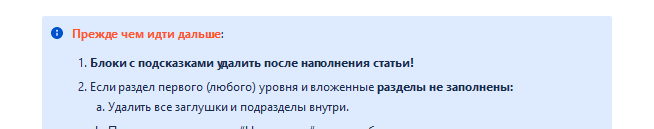 Прежде чем идти дальше:
1. Блоки с подсказками удалить после наполнения статьи!
2. Если раздел первого (любого) уровня и вложенные разделы не заполнены:
a. Удалить все заглушки и подразделы внутри.